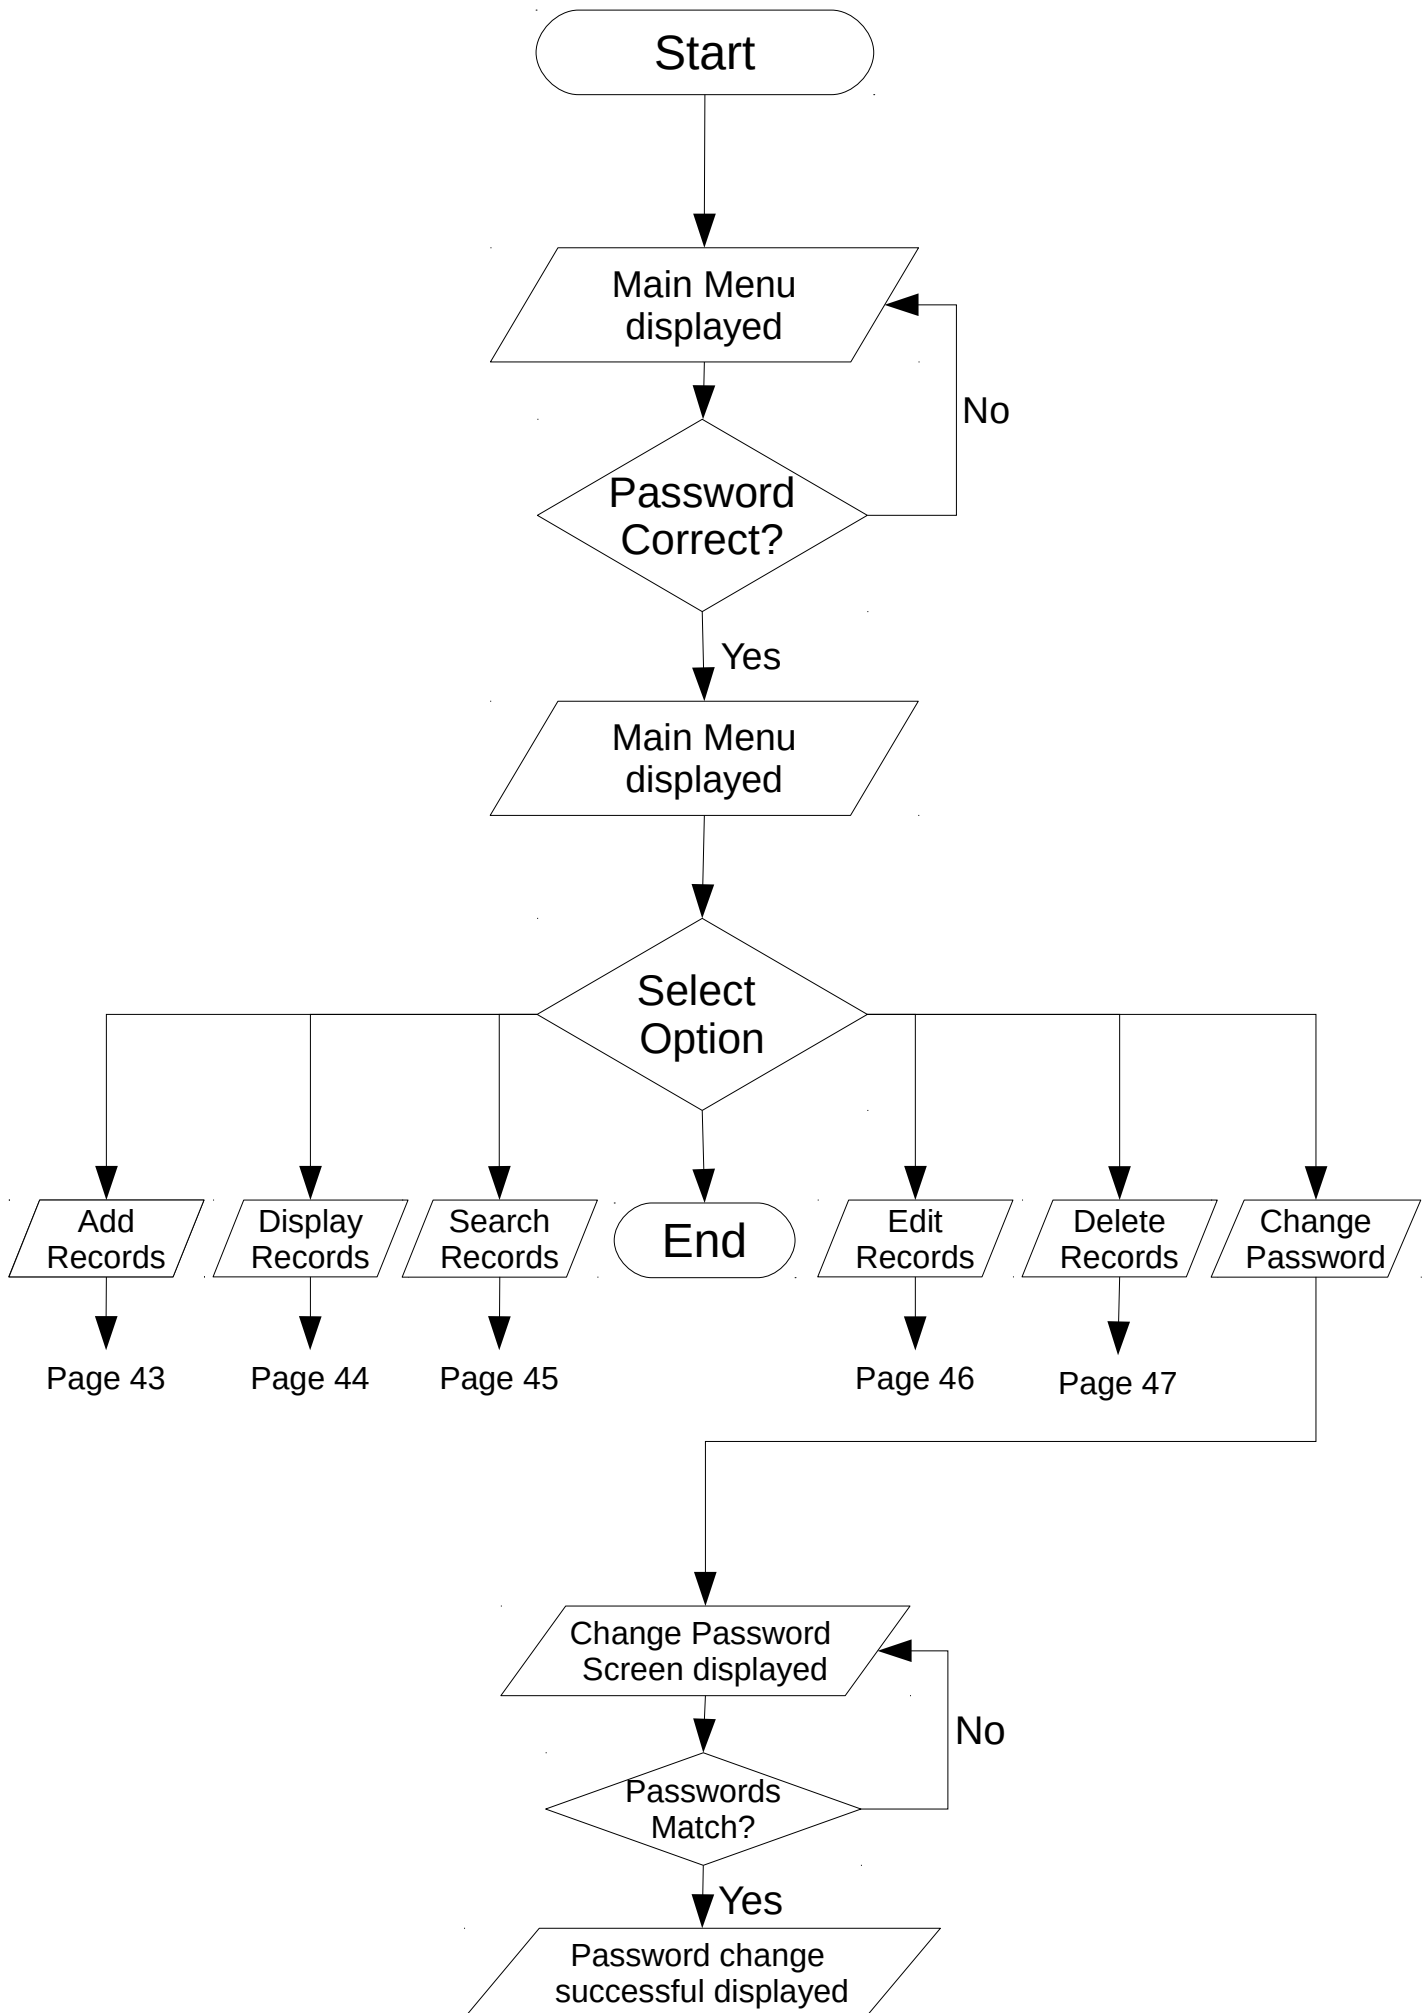 Start
Main Menu
displayed
No
Password
Correct?
Yes
Main Menu
displayed
Select
Option
Add
Records
Display
Records
Search
Records
End
Edit
Records
Delete
Records
Change
Password
Page 43
Page 44
Page 45
Page 46
Page 47
Change Password
Screen displayed
No
Passwords
Match?
Yes
Password change
successful displayed